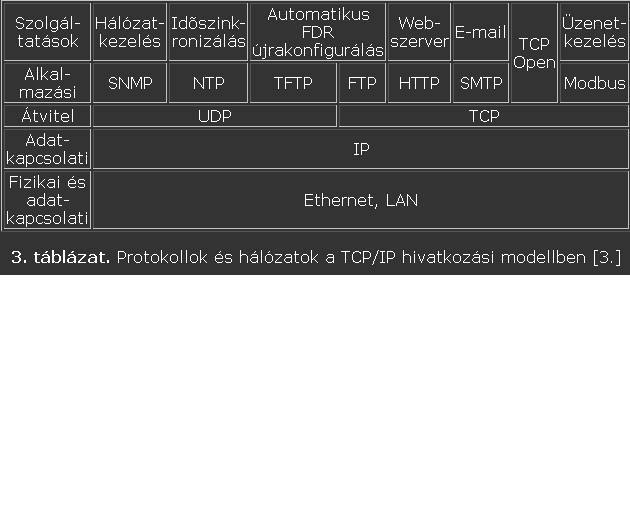 Szolgál-
tatások
Hálózat-
kezelés
Idõszink-
ronizálás
Automatikus
FDR
újrakonfigurálás
Web-
szerver
E-mail
TCP
Open
Üzenet-
kezelés
Alkal-
mazási
SNMP
NTP
TFTP
FTP
HTTP
SMTP
Modbus
Átvitel
UDP
TCP
Adat-
kapcsolati
IP
Fizikai és
adat-
kapcsolati
Ethernet, LAN
3. táblázat. Protokollok és hálózatok a TCP/IP hivatkozási modellben [3.]